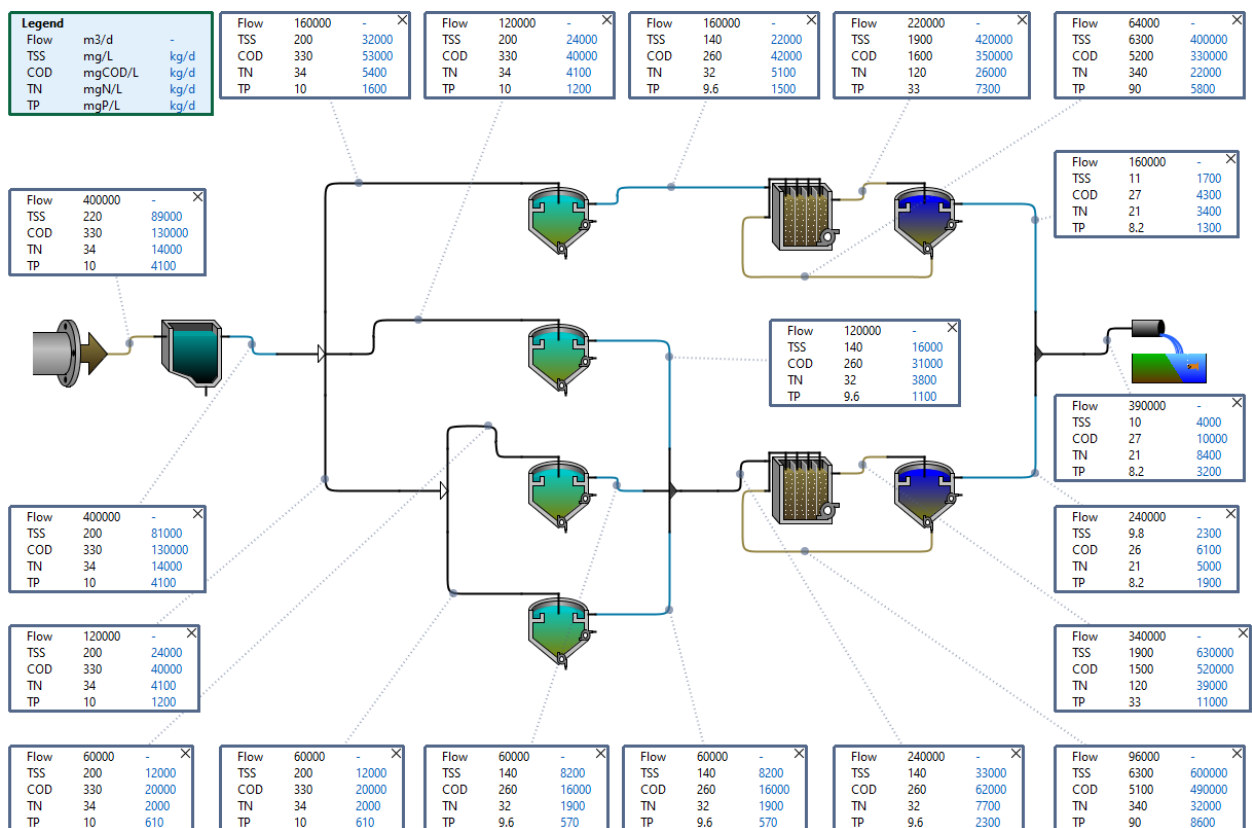 Legend
Flow m3/d -
TSS mg/L kg/d
COD mgCOD/L kg/d
TN mgN/L kg/d
TP mgP/L kg/d
Flow 160000 -
TSS 200 32000
COD 330 53000
TN 34 5400
TP 10 1600
Flow 120000 -
TSS 200 24000
COD 330 40000
TN 34 4100
TP 10 1200
Flow 160000 -
TSS 140 22000
COD 260 42000
TN 32 5100
TP 9.6 1500
Flow 220000 -
TSS 1900 420000
COD 1600 350000
TN 120 26000
TP 33 7300
Flow 64000 -
TSS 6300 400000
COD 5200 330000
TN 340 22000
TP 90 5800
Flow 160000 -
TSS 11 1700
COD 27 4300
TN 21 3400
TP 8.2 1300
Flow 400000 -
TSS 220 89000
COD 330 130000
TN 34 14000
TP 10 4100
Flow 120000 -
TSS 140 16000
COD 260 31000
TN 32 3800
TP 9.6 1100
Flow 390000 -
TSS 10 4000
COD 27 10000
TN 21 8400
TP 8.2 3200
Flow 400000 -
TSS 200 81000
COD 330 130000
TN 34 14000
TP 10 4100
Flow 240000 -
TSS 9.8 2300
COD 26 6100
TN 21 5000
TP 8.2 1900
Flow 120000 -
TSS 200 24000
COD 330 40000
TN 34 4100
TP 10 1200
Flow 340000 -
TSS 1900 630000
COD 1500 520000
TN 120 39000
TP 33 11000
Flow 60000 -
TSS 200 12000
COD 330 20000
TN 34 2000
TP 10 610
Flow 60000 -
TSS 200 12000
COD 330 20000
TN 34 2000
TP 10 610
Flow 60000 -
TSS 140 8200
COD 260 16000
TN 32 1900
TP 9.6 570
Flow 60000 -
TSS 140 8200
COD 260 16000
TN 32 1900
TP 9.6 570
Flow 240000 -
TSS 140 33000
COD 260 62000
TN 32 7700
TP 9.6 2300
Flow 96000 -
TSS 6300 600000
COD 5100 490000
TN 340 32000
TP 90 8600